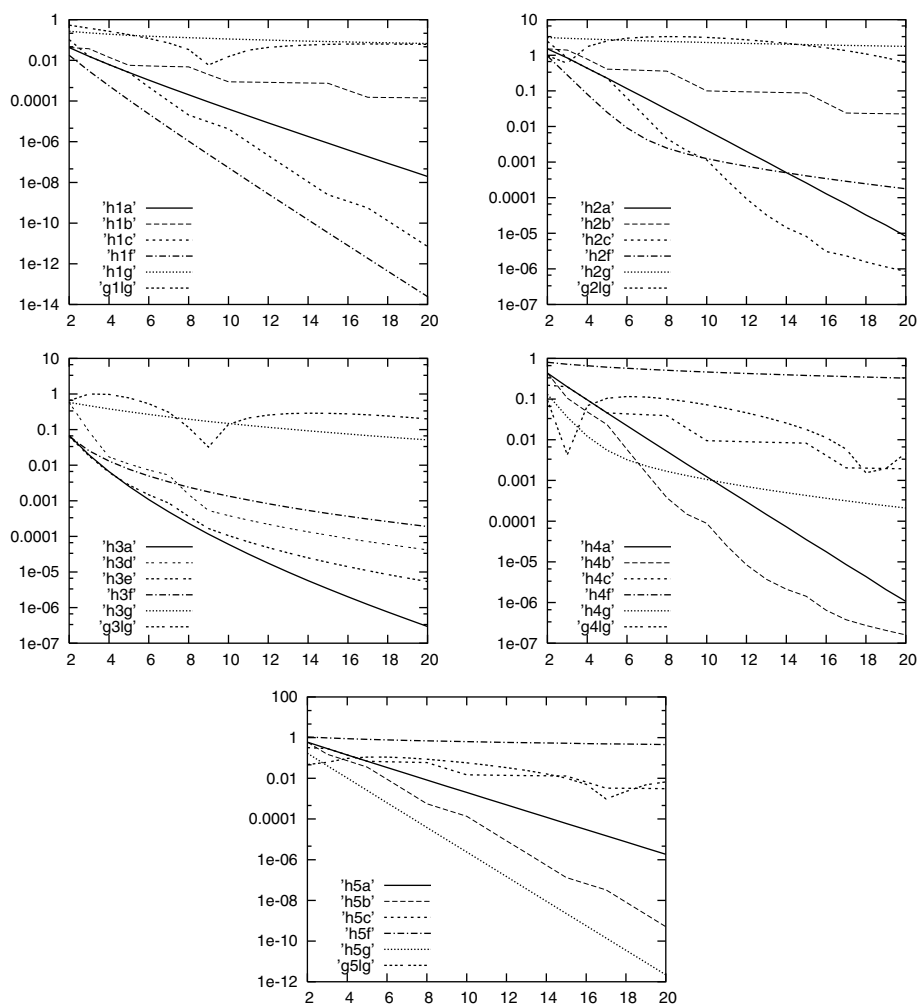 1
0.01
0.0001
1e-06
1e-08
1e-10
1e-12
1e-14
2 4 6 8 10 12 14 16 18 20
'h1a'
'h1b'
'h1c'
'h1f'
'h1g'
'g1lg'
10
1
0.1
0.01
0.001
0.0001
1e-05
1e-06
1e-07
2 4 6 8 10 12 14 16 18 20
'h2a'
'h2b'
'h2c'
'h2f'
'h2g'
'g2lg'
10
1
0.1
0.01
0.001
0.0001
1e-05
1e-06
1e-07
2 4 6 8 10 12 14 16 18 20
'h3a'
'h3d'
'h3e'
'h3f'
'h3g'
'g3lg'
1
0.1
0.01
0.001
0.0001
1e-05
1e-06
1e-07
2 4 6 8 10 12 14 16 18 20
'h4a'
'h4b'
'h4c'
'h4f'
'h4g'
'g4lg'
100
1
0.01
0.0001
1e-06
1e-08
1e-10
1e-12
2 4 6 8 10 12 14 16 18 20
'h5a'
'h5b'
'h5c'
'h5f'
'h5g'
'g5lg'